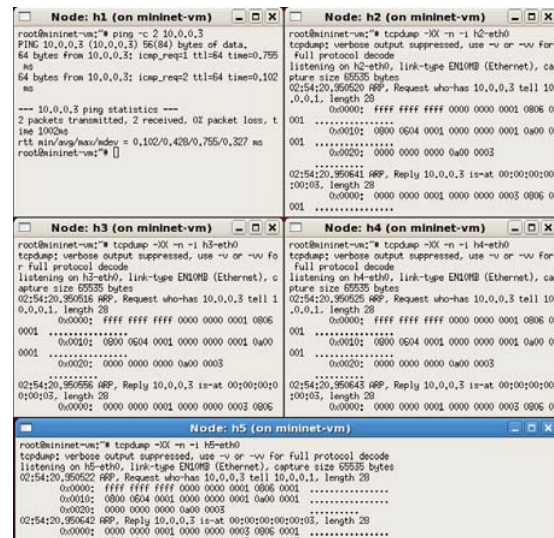 Node: h1 (on mininet-vm)
root@mininet-vm:~# ping -c 2 10.0.0.3
PING 10.0.0.3 (10.0.0.3) 56(84) bytes of data.
64 bytes from 10.0.0.3: icmp_req=1 ttl=64 time=0.755
ms
64 bytes from 10.0.0.3: icmp_req=2 ttl=64 time=0.102
ms
--- 10.0.0.3 ping statistics ---
2 packets transmitted, 2 received, 0% packet loss, t
ime 1002ms
rtt min/avg/max/mdev = 0.102/0.428/0.755/0.327 ms
root@mininet-vm:~#
Node: h2 (on mininet-vm)
root@mininet-vm:~# tcpdump -XX -n -i h2-eth0
tcpdump: verbose output suppressed, use -v or -vv for
full protocol decode
listening on h2-eth0, link-type EN10MB (Ethernet), ca
pture size 65535 bytes
02:54:20.950520 ARP, Request who-has 10.0.0.3 tell 10
.0.0.1, length 28
0x0000: ffff ffff ffff 0000 0000 0001 0806 0
001 ................
0x0010: 0800 0604 0001 0000 0000 0001 0a00 0
001 ................
0x0020: 0000 0000 0000 0a00 0003
..........
02:54:20.950641 ARP, Reply 10.0.0.3 is-at 00:00:00:00
:00:03, length 28
0x0000: 0000 0000 0001 0000 0000 0003 0806 0
001 ................
Node: h3 (on mininet-vm)
root@mininet-vm:~# tcpdump -XX -n -i h3-eth0
tcpdump: verbose output suppressed, use -v or -vv fo
r full protocol decode
listening on h3-eth0, link-type EN10MB (Ethernet), c
apture size 65535 bytes
02:54:20.950516 ARP, Request who-has 10.0.0.3 tell 1
0.0.0.1, length 28
0x0000: ffff ffff ffff 0000 0000 0001 0806
0001 ................
0x0010: 0800 0604 0001 0000 0000 0001 0a00
0001 ................
0x0020: 0000 0000 0000 0a00 0003
..........
02:54:20.950556 ARP, Reply 10.0.0.3 is-at 00:00:00:0
0:00:03, length 28
0x0000: 0000 0000 0001 0000 0000 0003 0806
Node: h4 (on mininet-vm)
root@mininet-vm:~# tcpdump -XX -n -i h4-eth0
tcpdump: verbose output suppressed, use -v or -vv for
full protocol decode
listening on h4-eth0, link-type EN10MB (Ethernet), ca
pture size 65535 bytes
02:54:20.950525 ARP, Request who-has 10.0.0.3 tell 10
.0.0.1, length 28
0x0000: ffff ffff ffff 0000 0000 0001 0806 0
001 ................
0x0010: 0800 0604 0001 0000 0000 0001 0a00 0
001 ................
0x0020: 0000 0000 0000 0a00 0003
..........
02:54:20.950643 ARP, Reply 10.0.0.3 is-at 00:00:00:00
:00:03, length 28
0x0000: 0000 0000 0001 0000 0000 0003 0806 0
Node: h5 (on mininet-vm)
root@mininet-vm:~# tcpdump -XX -n -i h5-eth0
tcpdump: verbose output suppressed, use -v or -vv for full protocol decode
listening on h5-eth0, link-type EN10MB (Ethernet), capture size 65535 bytes
02:54:20.950522 ARP, Request who-has 10.0.0.3 tell 10.0.0.1, length 28
0x0000: ffff ffff ffff 0000 0000 0001 0806 0001 ................
0x0010: 0800 0604 0001 0000 0000 0001 0a00 0001 ................
0x0020: 0000 0000 0000 0a00 0003 ..........
02:54:20.950642 ARP, Reply 10.0.0.3 is-at 00:00:00:00:00:03, length 28
0x0000: 0000 0000 0001 0000 0000 0003 0806 0001 ................